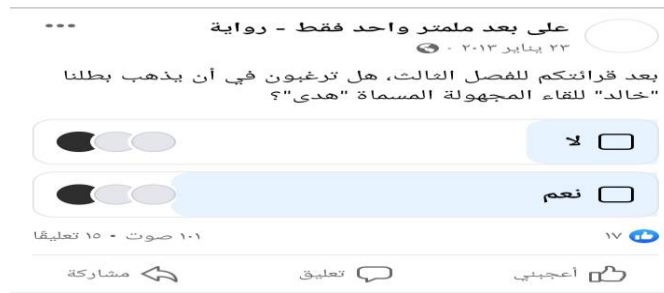 على بعد ملمتر واحد فقط - رواية
٢٣ يناير ٢٠١٣ ·
بعد قرائتكم للفصل الثالث، هل ترغبون في أن يذهب بطلنا
"خالد" للقاء المجهولة المسماة "هدى"؟
لا
نعم
١٧
١٠١ صوت • ١٥ تعليقًا
أعجبني
تعليق
مشاركة